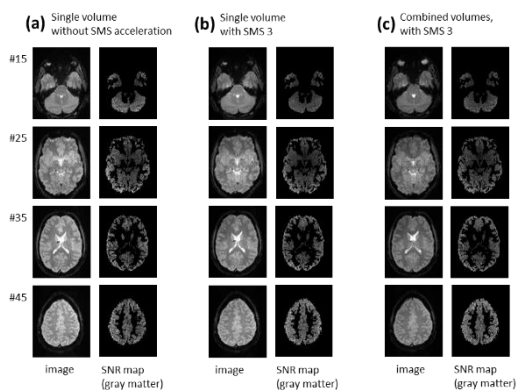 (a) Single volume
without SMS acceleration
(b) Single volume
with SMS 3
(c) Combined volumes,
with SMS 3
#15
#25
#35
#45
image
SNR map
(gray matter)
image
SNR map
(gray matter)
image
SNR map
(gray matter)